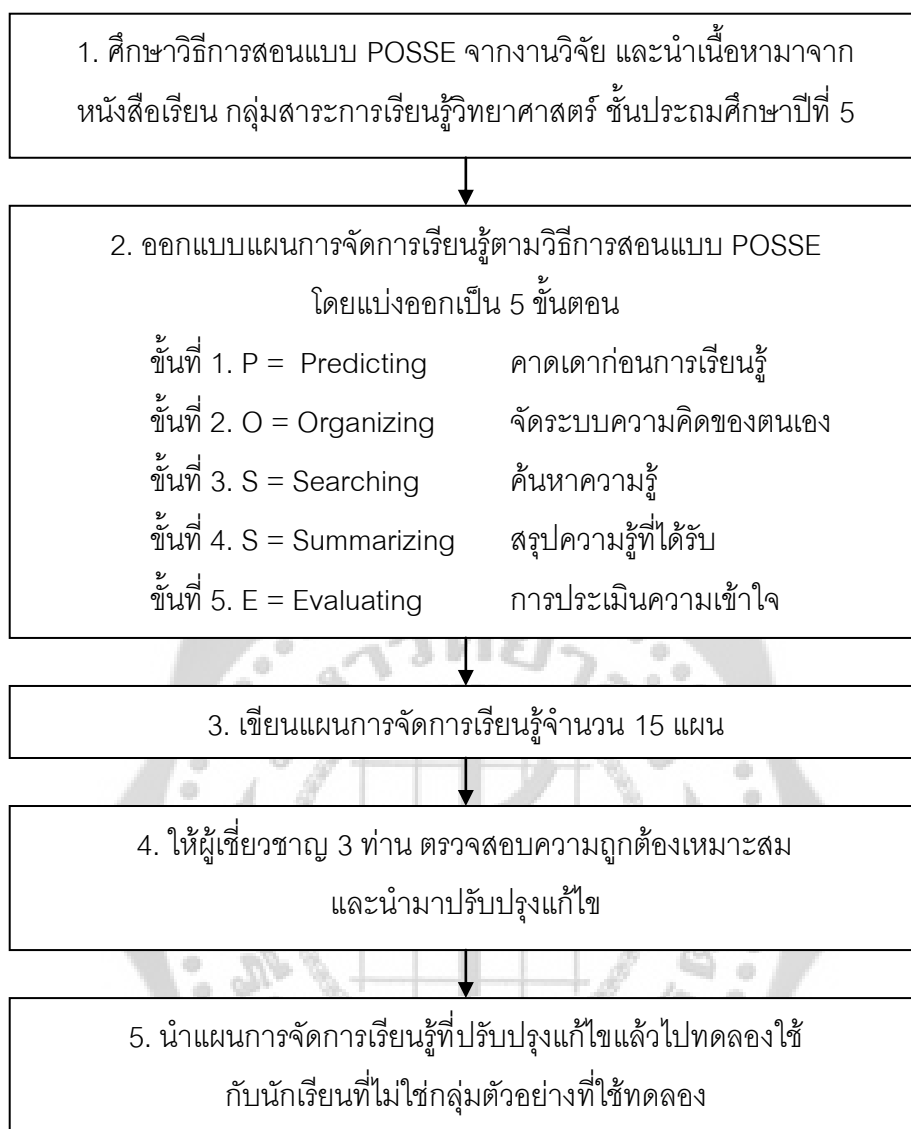 1. ศึกษาวิธีการสอนแบบ POSSE จากงานวิจัย และนำเนื้อหามาจาก
หนังสือเรียน กลุ่มสาระการเรียนรู้วิทยาศาสตร์ ชั้นประถมศึกษาปีที่ 5
2. ออกแบบแผนการจัดการเรียนรู้ตามวิธีการสอนแบบ POSSE
โดยแบ่งออกเป็น 5 ขั้นตอน
ขั้นที่ 1. P = Predicting คาดเดาก่อนการเรียนรู้
ขั้นที่ 2. O = Organizing จัดระบบความคิดของตนเอง
ขั้นที่ 3. S = Searching ค้นหาความรู้
ขั้นที่ 4. S = Summarizing สรุปความรู้ที่ได้รับ
ขั้นที่ 5. E = Evaluating การประเมินความเข้าใจ
3. เขียนแผนการจัดการเรียนรู้จำนวน 15 แผน
4. ให้ผู้เชี่ยวชาญ 3 ท่าน ตรวจสอบความถูกต้องเหมาะสม
และนำมาปรับปรุงแก้ไข
5. นำแผนการจัดการเรียนรู้ที่ปรับปรุงแก้ไขแล้วไปทดลองใช้
กับนักเรียนที่ไม่ใช่กลุ่มตัวอย่างที่ใช้ทดลอง